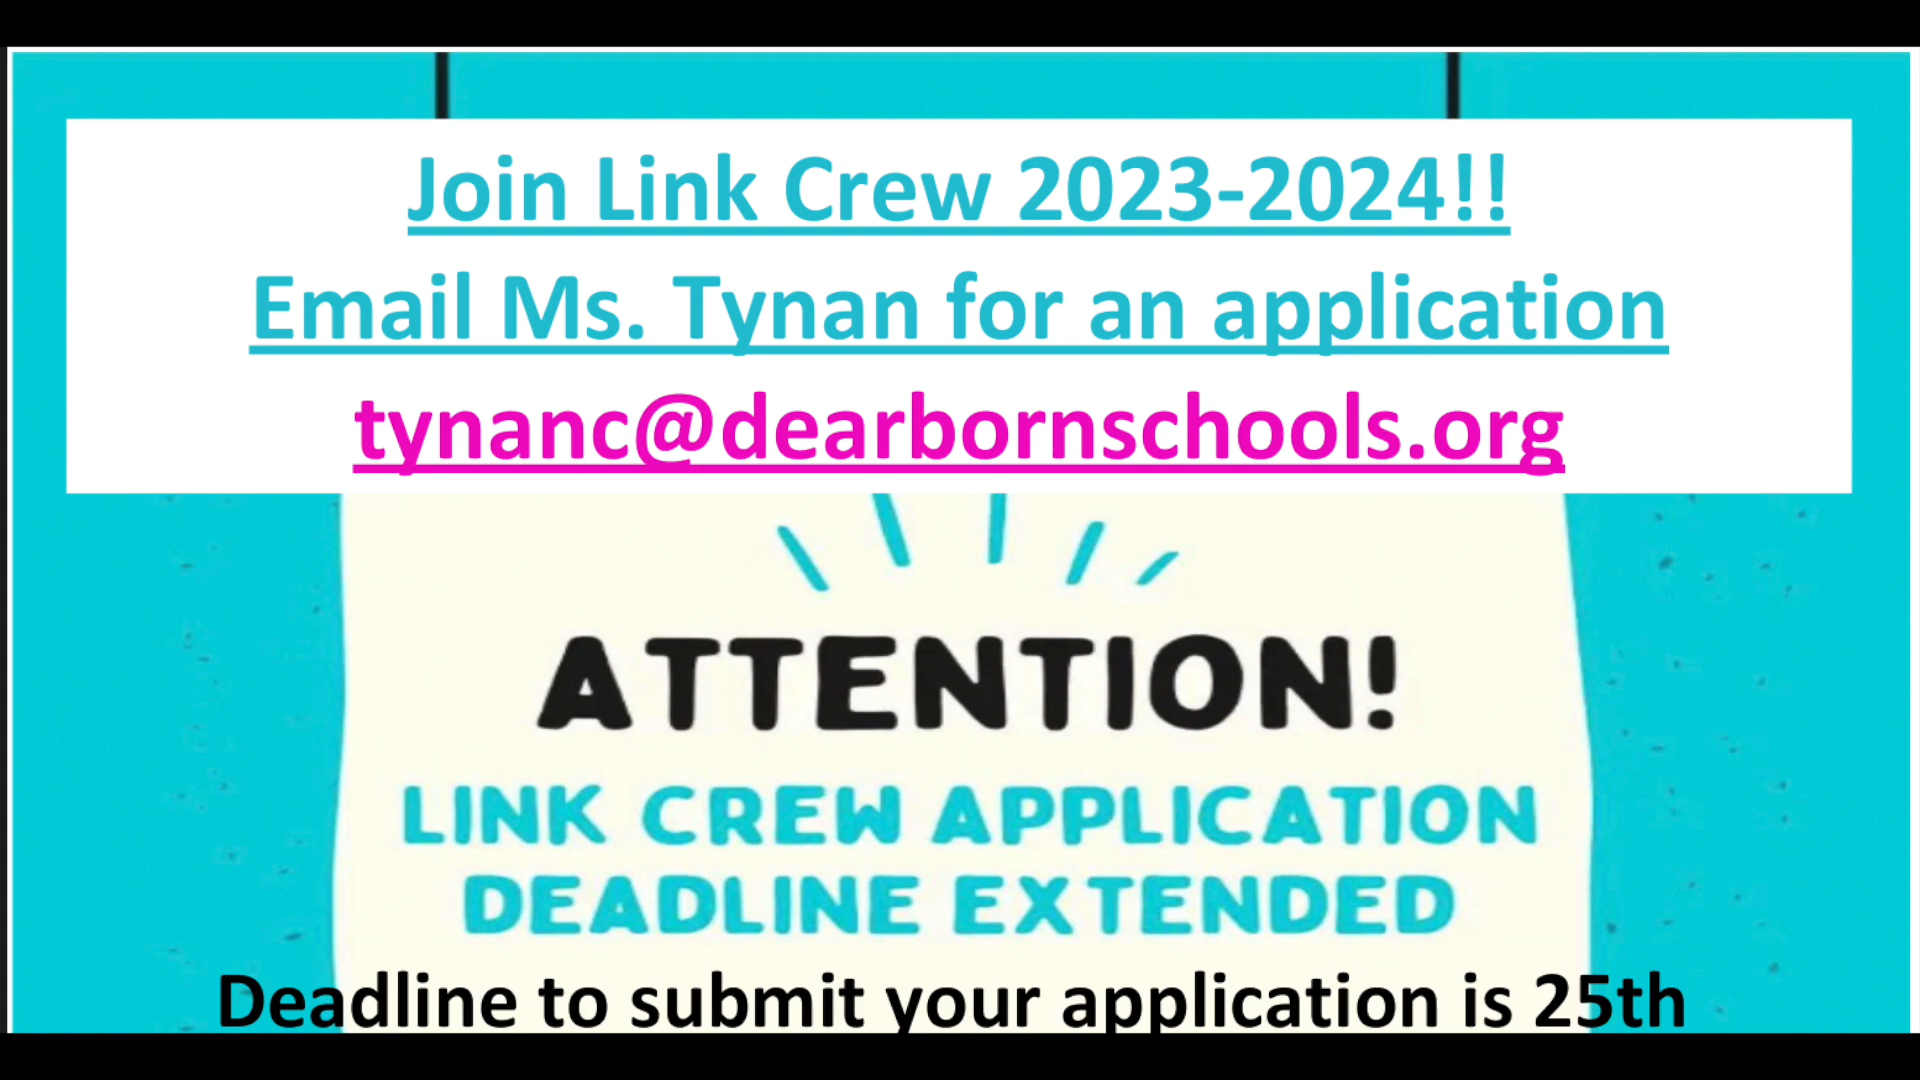 Join Link Crew 2023-2024!!
Email Ms. Tynan for an application
tynanc@dearbornschools.org
ATTENTION!
LINK CREW APPLICATION
DEADLINE EXTENDED
Deadline to submit your application is 25th